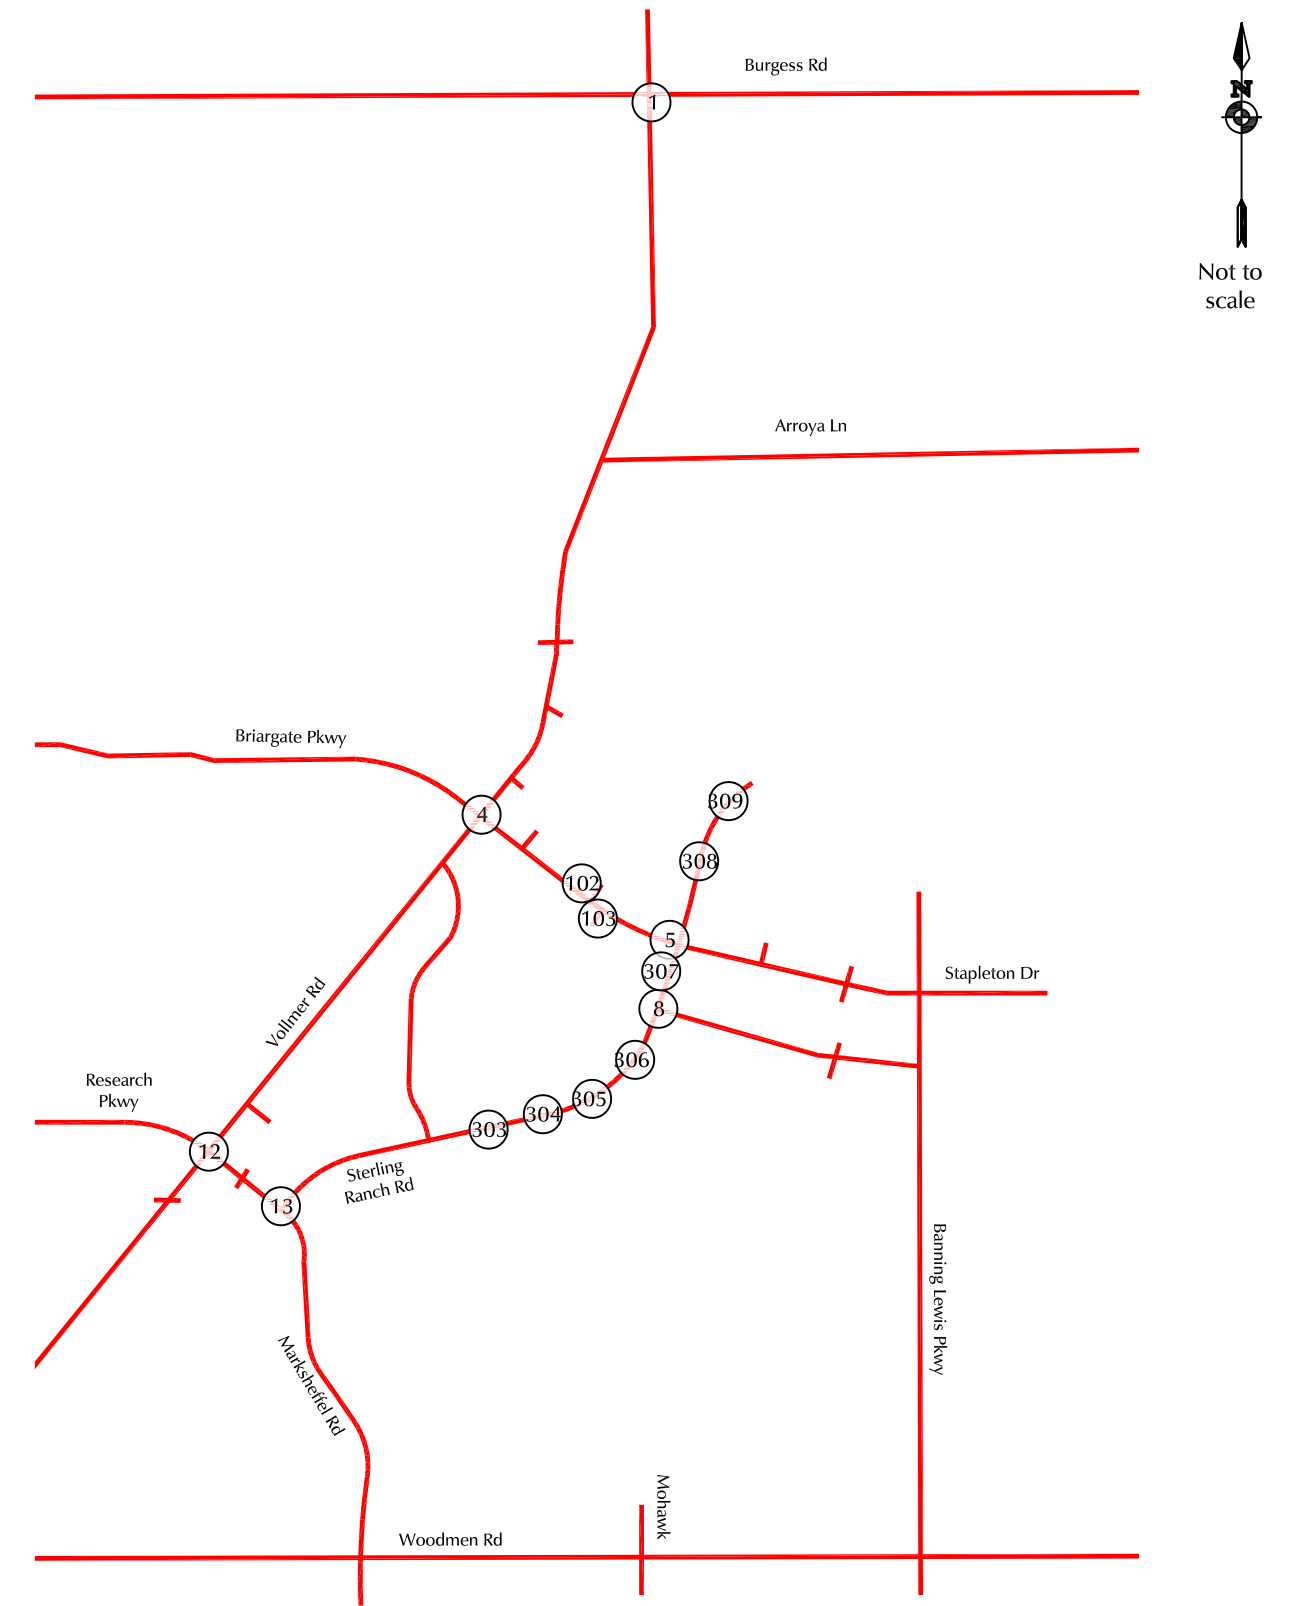 Burgess Rd
N
1
Not to
scale
Arroya Ln
Briargate Pkwy
309
4
308
102
103
5
307
Stapleton Dr
Vollmer Rd
8
306
Research
Pkwy
305
304
303
12
Sterling
Ranch Rd
13
Banning Lewis Pkwy
Marksheffel Rd
Mohawk
Woodmen Rd